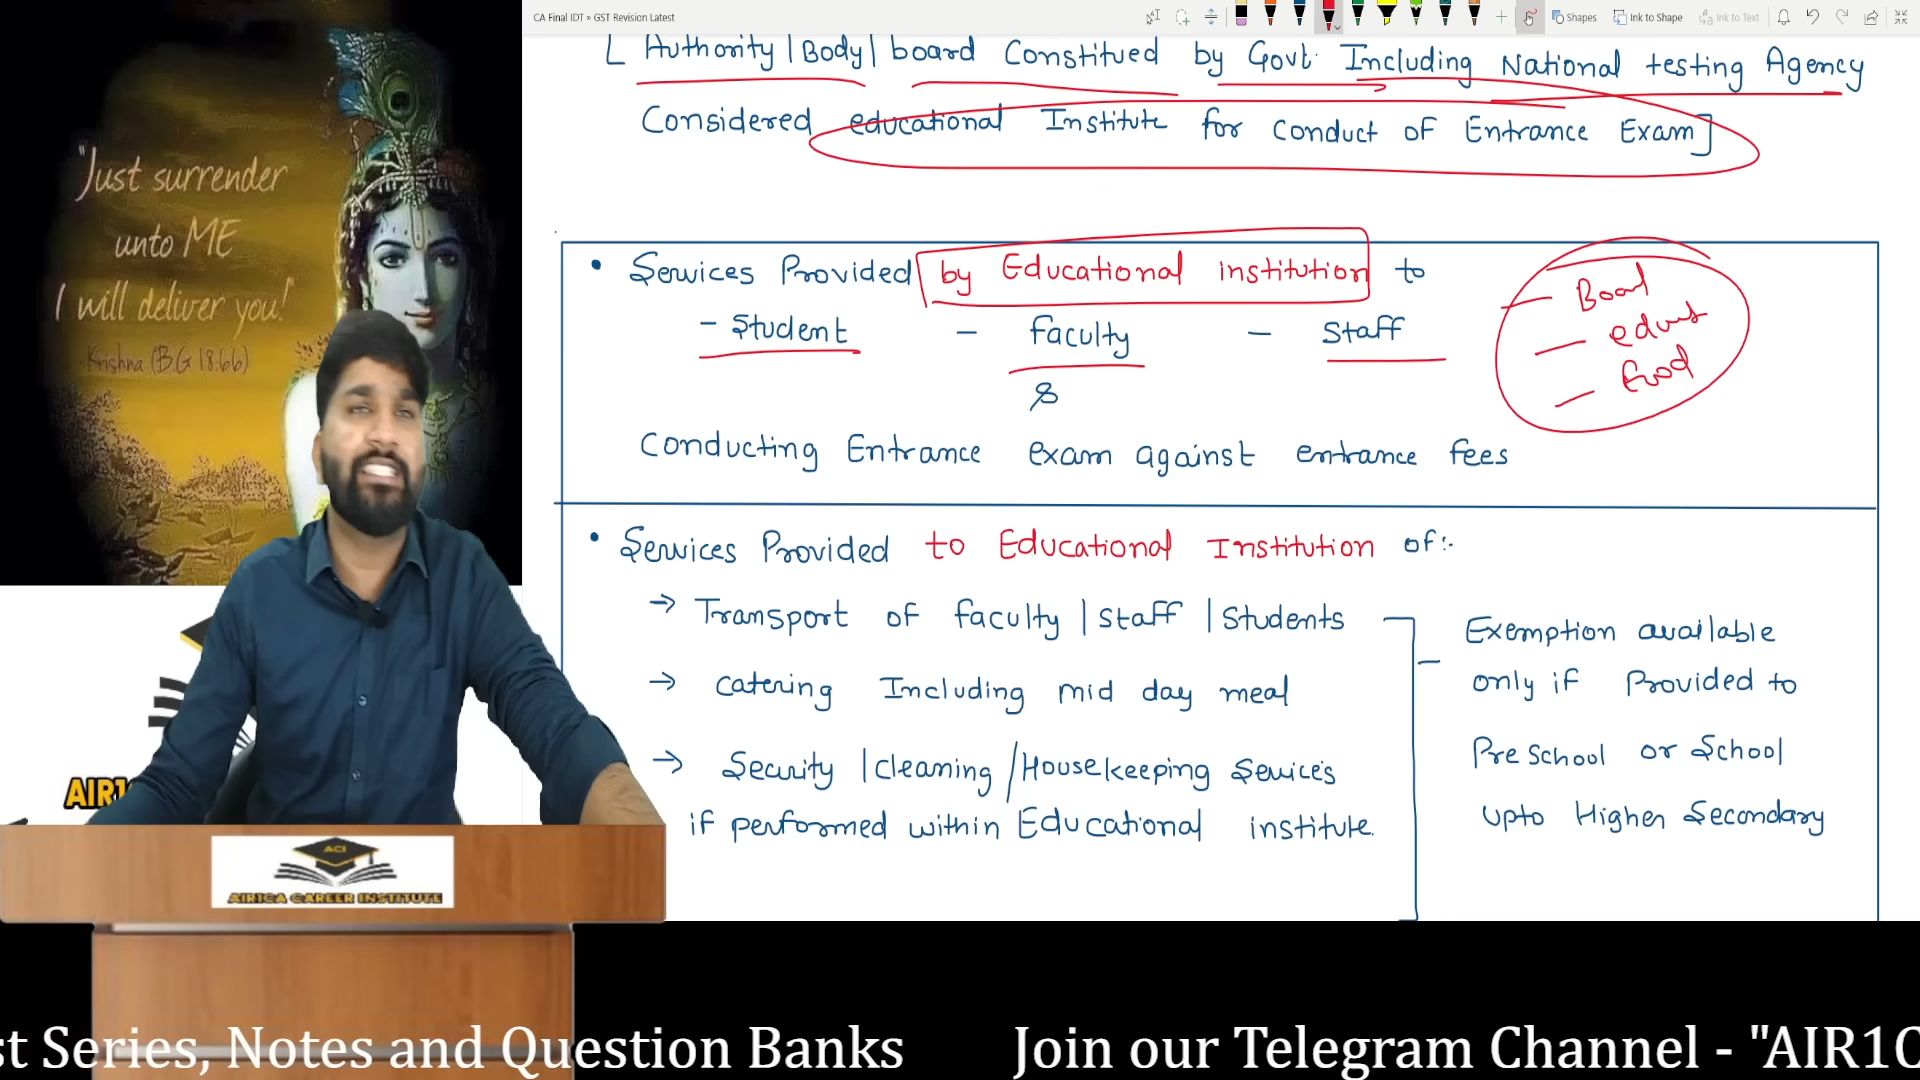 CA Final IDT » GST Revision Latest
Shapes
Ink to Shape
Ink to Text
[ Authority | Body | board Constitued by Govt. Including National testing Agency
Considered educational Institute for conduct of Entrance Exam]
"Just surrender
unto ME
I will deliver you!"
- Krishna (B.G 18.66)
• Services Provided by Educational institution to
- Student - faculty - Staff
&
Conducting Entrance exam against entrance fees
— Board
— 
— food
• Services Provided to Educational Institution of:-
→ Transport of faculty | Staff | Students
→ Catering Including mid day meal
→ Security | Cleaning / Housekeeping Services
if performed within Educational institute.
Exemption available
only if Provided to
Pre School or School
upto Higher Secondary
AIR1
ACI
AIR1CA CAREER INSTITUTE
st Series, Notes and Question Banks Join our Telegram Channel - "AIR1C